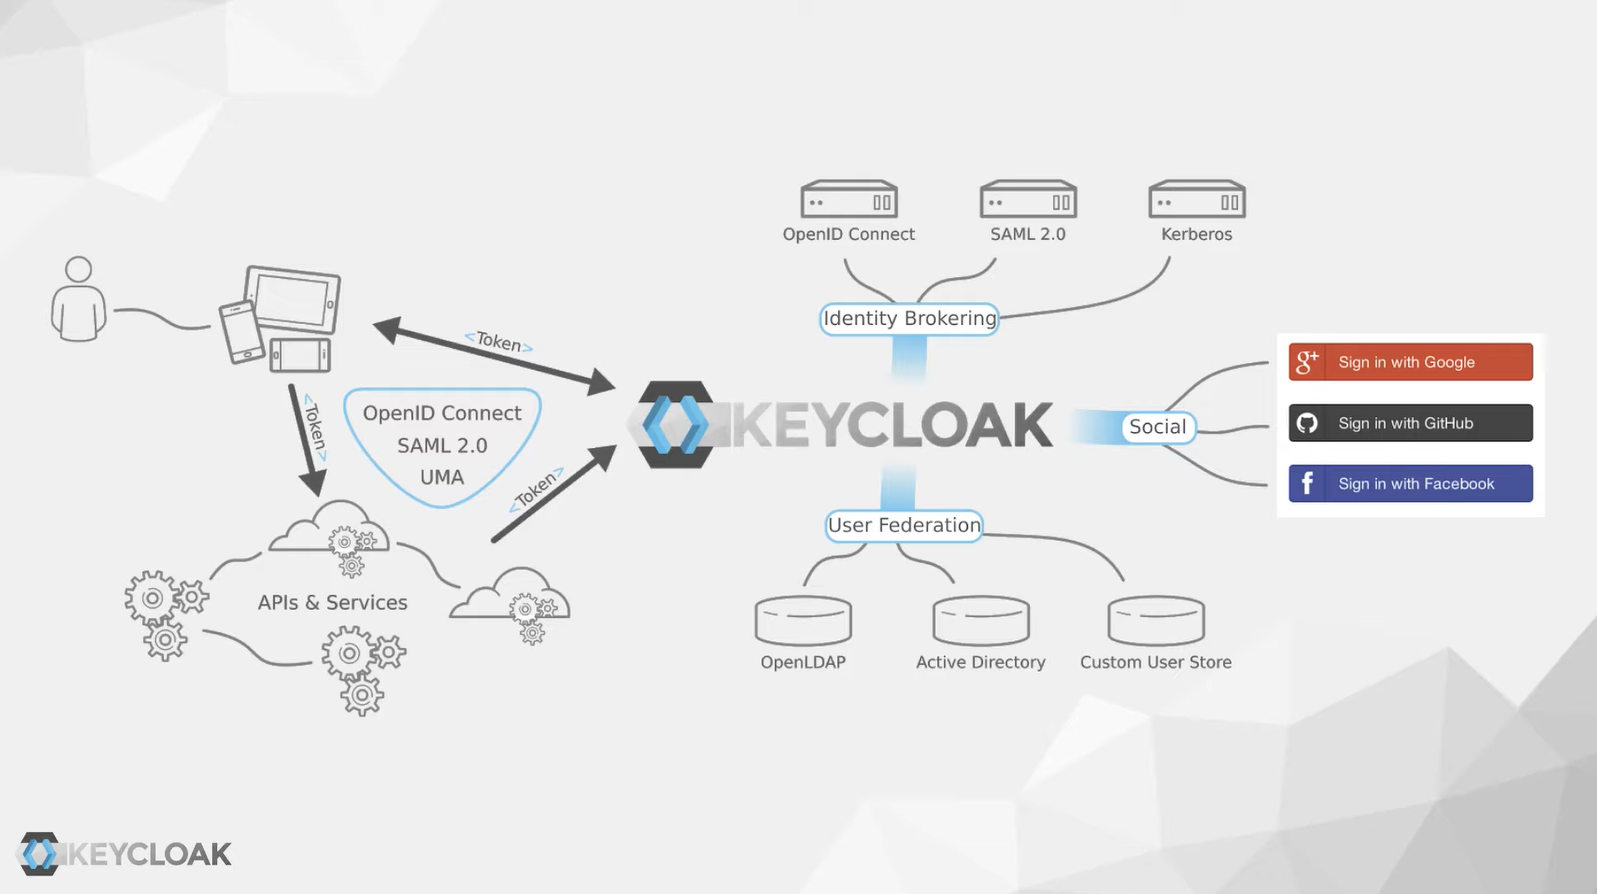 OpenID Connect
SAML 2.0
Kerberos
Identity Brokering
<Token>
<Token>
OpenID Connect
SAML 2.0
UMA
<Token>
KEYCLOAK
Social
Sign in with Google
Sign in with GitHub
Sign in with Facebook
User Federation
APIs & Services
OpenLDAP
Active Directory
Custom User Store
KEYCLOAK